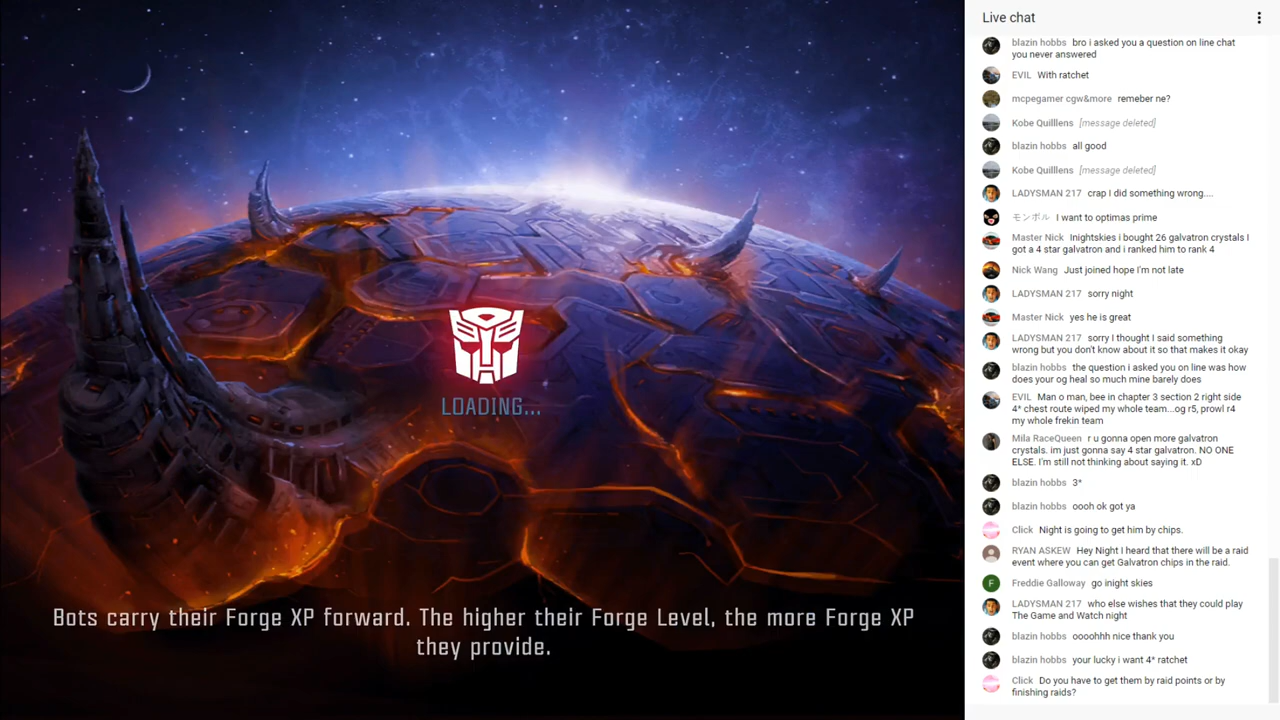 LOADING...
Bots carry their Forge XP forward. The higher their Forge Level, the more Forge XP
they provide.
Live chat
blazin hobbs bro i asked you a question on line chat
you never answered
EVIL With ratchet
mcpegamer cgw&more remeber ne?
Kobe Quilllens [message deleted]
blazin hobbs all good
Kobe Quilllens [message deleted]
LADYSMAN 217 crap I did something wrong....
モンボル I want to optimas prime
Master Nick Inightskies i bought 26 galvatron crystals I
got a 4 star galvatron and i ranked him to rank 4
Nick Wang Just joined hope I'm not late
LADYSMAN 217 sorry night
Master Nick yes he is great
LADYSMAN 217 sorry I thought I said something
wrong but you don't know about it so that makes it okay
blazin hobbs the question i asked you on line was how
does your og heal so much mine barely does
EVIL Man o man, bee in chapter 3 section 2 right side
4* chest route wiped my whole team...og r5, prowl r4
my whole frekin team
Mila RaceQueen r u gonna open more galvatron
crystals. im just gonna say 4 star galvatron. NO ONE
ELSE. I'm still not thinking about saying it. xD
blazin hobbs 3*
blazin hobbs oooh ok got ya
Click Night is going to get him by chips.
RYAN ASKEW Hey Night I heard that there will be a raid
event where you can get Galvatron chips in the raid.
F
Freddie Galloway go inight skies
LADYSMAN 217 who else wishes that they could play
The Game and Watch night
blazin hobbs oooohhh nice thank you
blazin hobbs your lucky i want 4* ratchet
Click Do you have to get them by raid points or by
finishing raids?